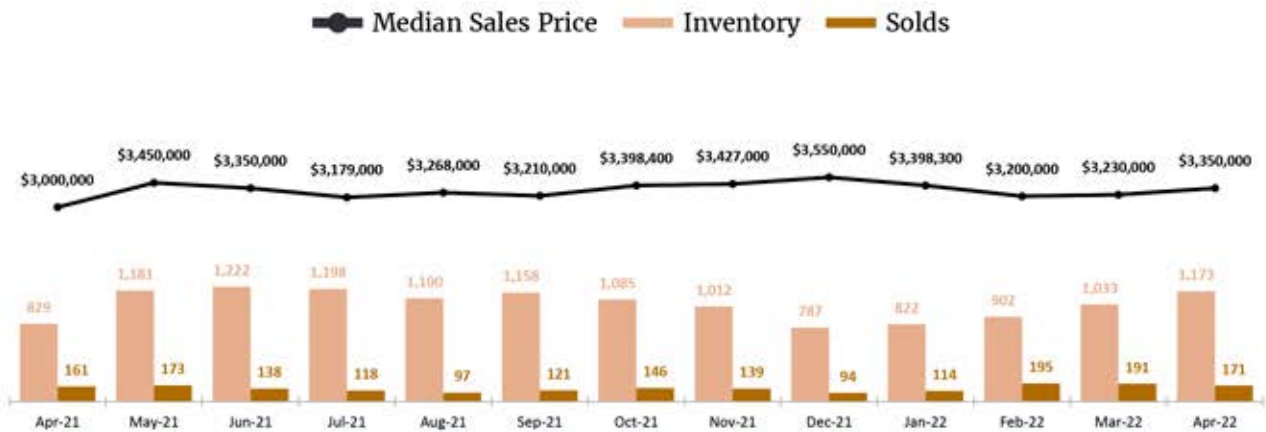 Median Sales Price Inventory Solds
$3,000,000 $3,450,000 $3,350,000 $3,179,000 $3,268,000 $3,210,000 $3,398,400 $3,427,000 $3,550,000 $3,398,300 $3,200,000 $3,230,000 $3,350,000
829 1,181 1,222 1,198 1,100 1,158 1,085 1,012 787 822 902 1,033 1,173
161 173 138 118 97 121 146 139 94 114 195 191 171
Apr-21 May-21 Jun-21 Jul-21 Aug-21 Sep-21 Oct-21 Nov-21 Dec-21 Jan-22 Feb-22 Mar-22 Apr-22